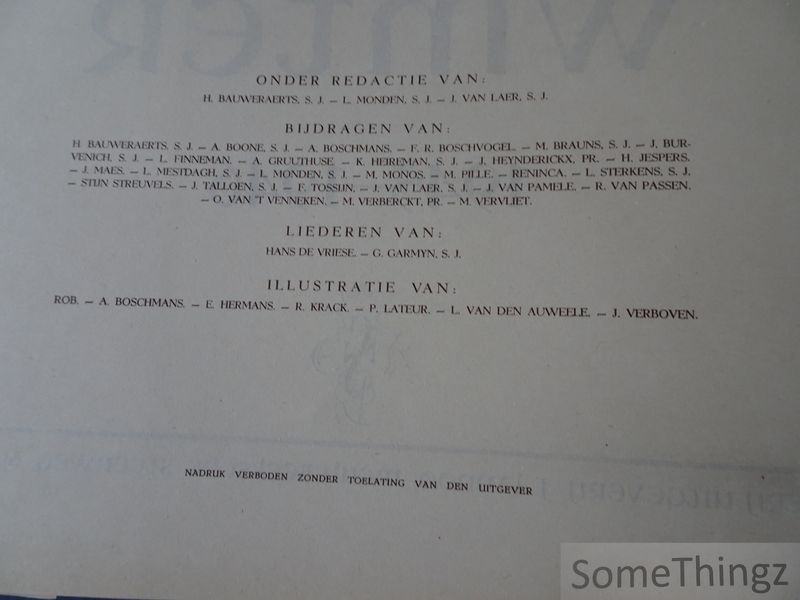 WINTER
ONDER REDACTIE VAN:
H. BAUWERAERTS, S. J. — L. MONDEN, S. J. — J. VAN LAER, S. J.
BIJDRAGEN VAN:
H. BAUWERAERTS, S. J. — A. BOONE, S. J. — A. BOSCHMANS. — F. R. BOSCHVOGEL. — M. BRAUNS, S. J. — J. BUR-
VENICH, S. J. — L. FINNEMAN. — A. GRUUTHUSE. — K. HEIREMAN, S. J. — J. HEYNDERICKX, PR. — H. JESPERS.
— J. MAES. — L. MESTDAGH, S. J. — L. MONDEN, S. J. — M. MONOS. — M. PILLE. — RENINCA. — L. STERKENS, S. J.
— STIJN STREUVELS. — J. TALLOEN, S. J. — F. TOSSIJN. — J. VAN LAER, S. J. — J. VAN PAMELE. — R. VAN PASSEN.
— O. VAN 'T VENNEKEN. — M. VERBERCKT, PR. — M. VERVLIET.
LIEDEREN VAN:
HANS DE VRIESE. — G. GARMYN, S. J.
ILLUSTRATIE VAN:
ROB. — A. BOSCHMANS. — E. HERMANS. — R. KRACK. — P. LATEUR. — L. VAN DEN AUWEELE. — J. VERBOVEN.
NADRUK VERBODEN ZONDER TOELATING VAN DEN UITGEVER
SomeThingz